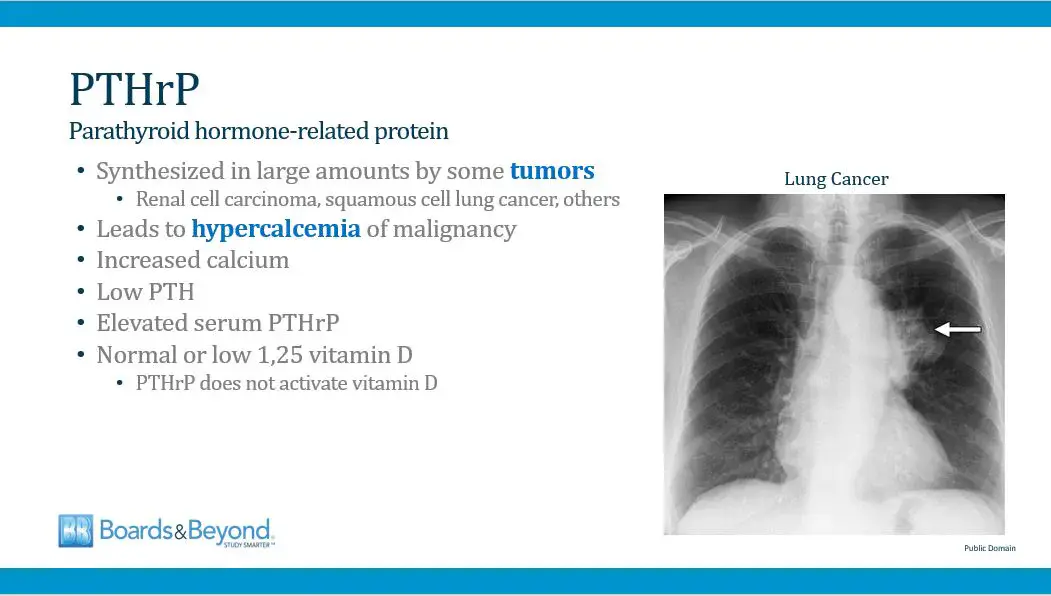 PTHrP
Parathyroid hormone-related protein
• Synthesized in large amounts by some tumors
• Renal cell carcinoma, squamous cell lung cancer, others
• Leads to hypercalcemia of malignancy
• Increased calcium
• Low PTH
• Elevated serum PTHrP
• Normal or low 1,25 vitamin D
• PTHrP does not activate vitamin D
Lung Cancer
BB Boards&Beyond.
STUDY SMARTER™
Public Domain